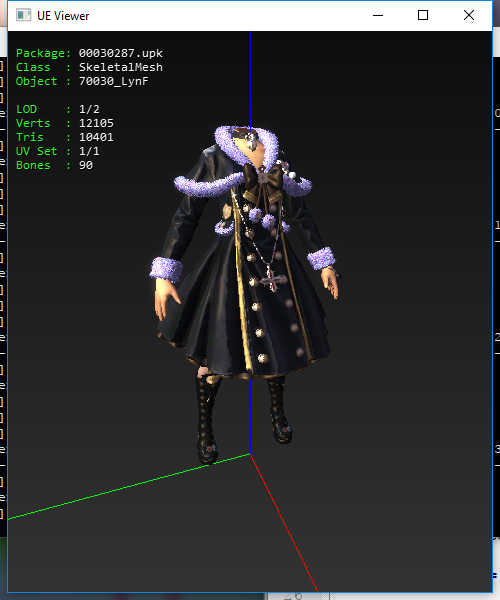 UE Viewer
Package: 00030287.upk
Class : SkeletalMesh
Object : 70030_LynF
LOD : 1/2
Verts : 12105
Tris : 10401
UV Set : 1/1
Bones : 90
26